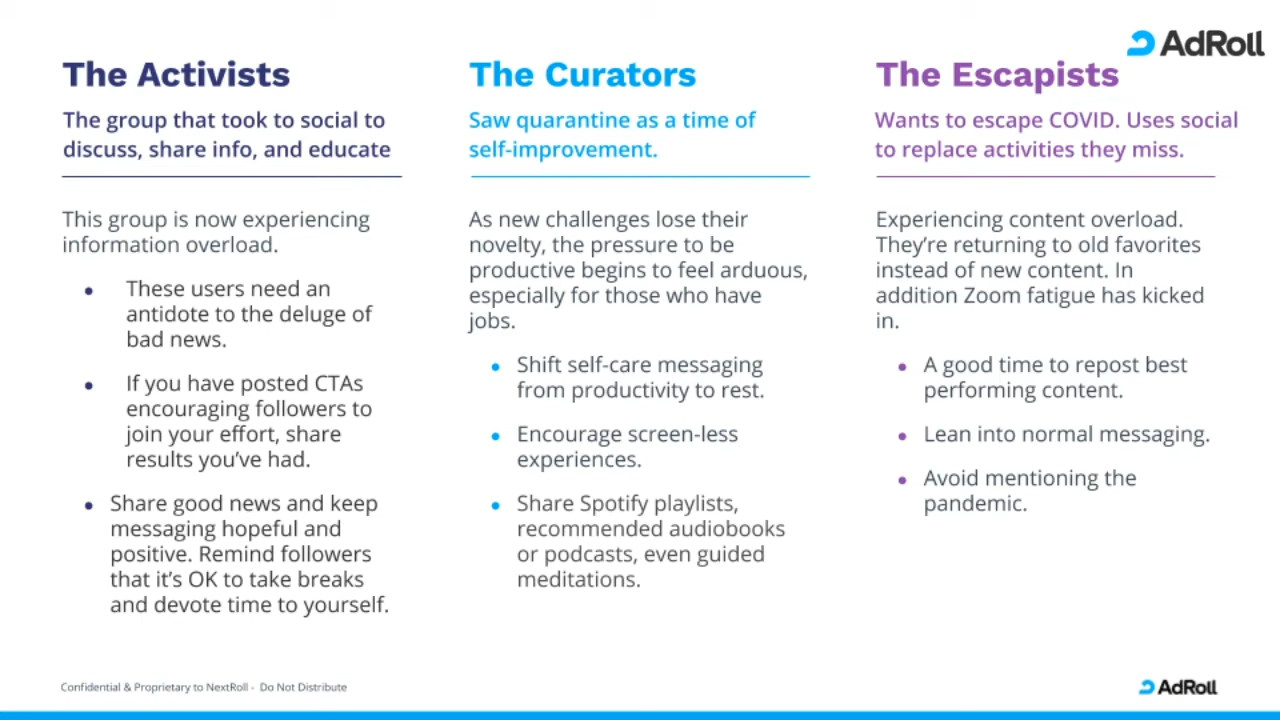 AdRoll
The Activists
The group that took to social to
discuss, share info, and educate
This group is now experiencing
information overload.
• These users need an
antidote to the deluge of
bad news.
• If you have posted CTAs
encouraging followers to
join your effort, share
results you've had.
• Share good news and keep
messaging hopeful and
positive. Remind followers
that it's OK to take breaks
and devote time to yourself.
The Curators
Saw quarantine as a time of
self-improvement.
As new challenges lose their
novelty, the pressure to be
productive begins to feel arduous,
especially for those who have
jobs.
• Shift self-care messaging
from productivity to rest.
• Encourage screen-less
experiences.
• Share Spotify playlists,
recommended audiobooks
or podcasts, even guided
meditations.
The Escapists
Wants to escape COVID. Uses social
to replace activities they miss.
Experiencing content overload.
They're returning to old favorites
instead of new content. In
addition Zoom fatigue has kicked
in.
• A good time to repost best
performing content.
• Lean into normal messaging.
• Avoid mentioning the
pandemic.
Confidential & Proprietary to NextRoll - Do Not Distribute
AdRoll